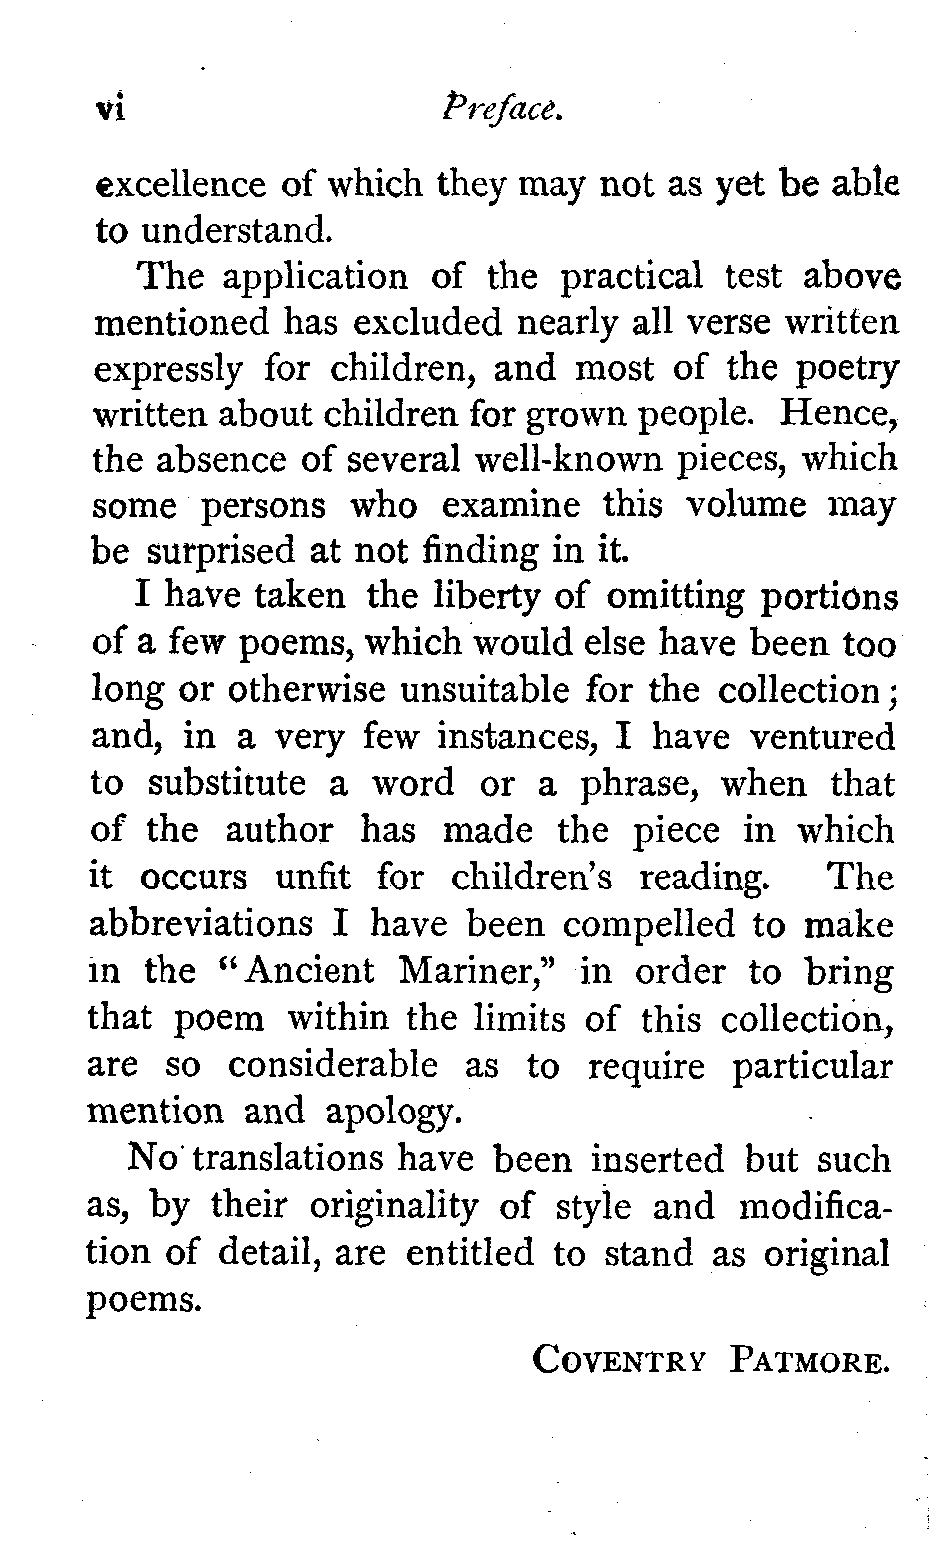 vi Preface.
excellence of which they may not as yet be able
to understand.
The application of the practical test above
mentioned has excluded nearly all verse written
expressly for children, and most of the poetry
written about children for grown people. Hence,
the absence of several well-known pieces, which
some persons who examine this volume may
be surprised at not finding in it.
I have taken the liberty of omitting portions
of a few poems, which would else have been too
long or otherwise unsuitable for the collection;
and, in a very few instances, I have ventured
to substitute a word or a phrase, when that
of the author has made the piece in which
it occurs unfit for children's reading. The
abbreviations I have been compelled to make
in the "Ancient Mariner," in order to bring
that poem within the limits of this collection,
are so considerable as to require particular
mention and apology.
No translations have been inserted but such
as, by their originality of style and modifica-
tion of detail, are entitled to stand as original
poems.
COVENTRY PATMORE.